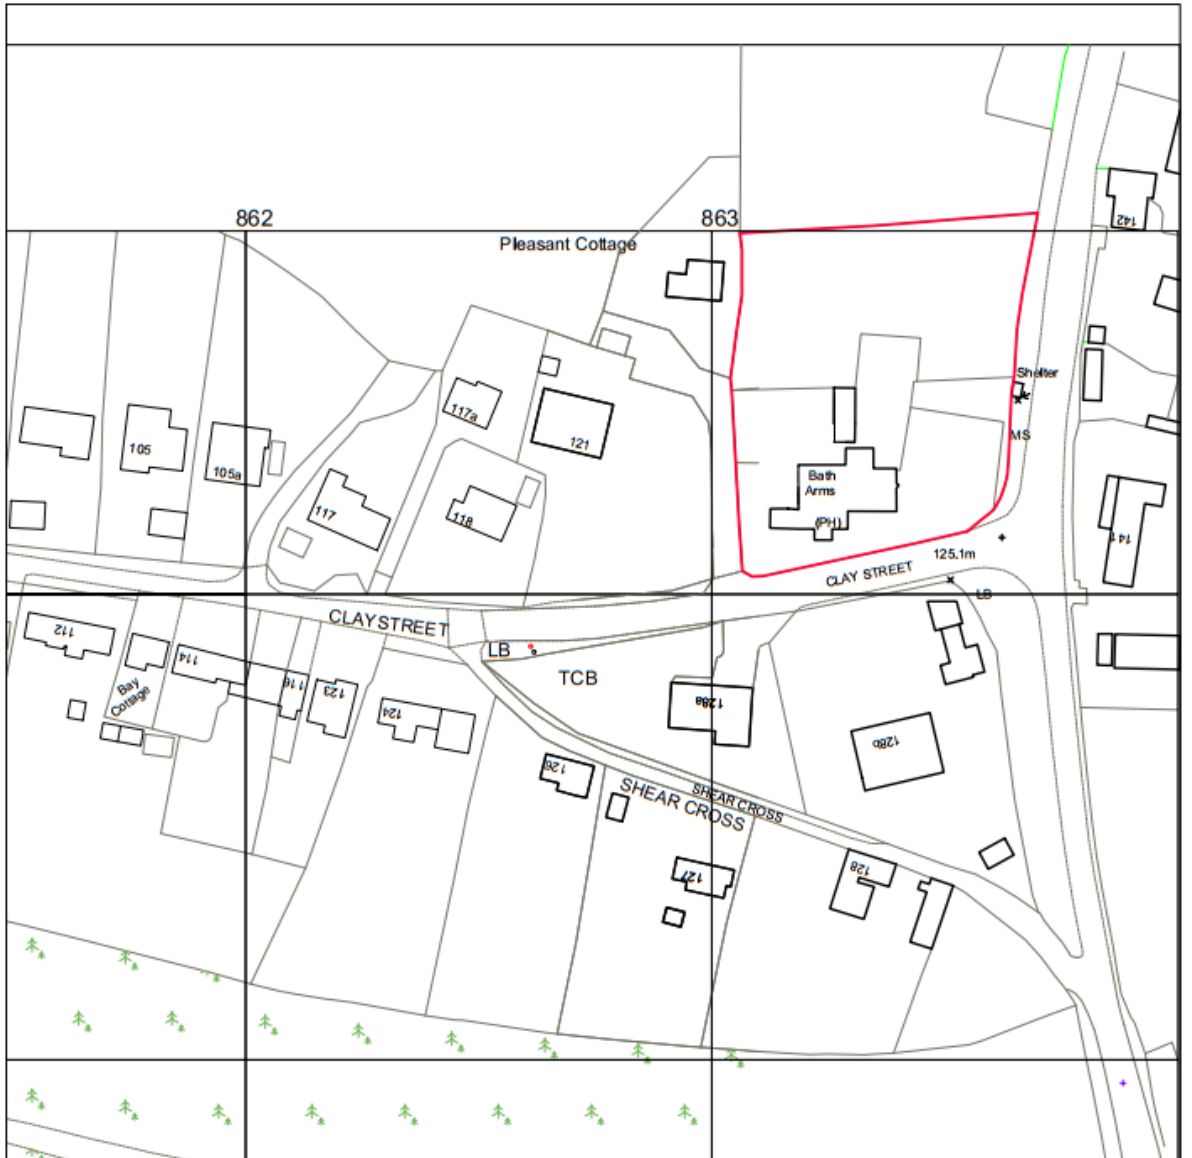 142
862
863
Pleasant Cottage
Shelter
117a
121
MS
105
105a
Bath
Arms
(PH)
117
118
141
125.1m
CLAY STREET
LB
CLAYSTREET
112
LB
TCB
114
116
123
Bay
Cottage
124
128a
128b
126
SHEAR CROSS
SHEAR CROSS
127
128